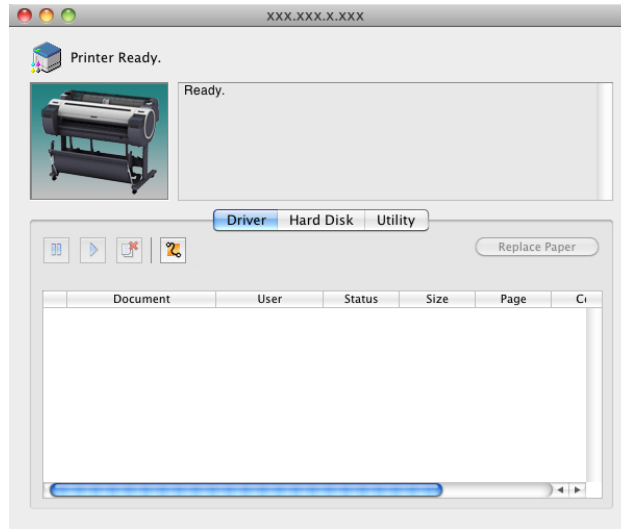 xxx.xxx.x.xxx
Printer Ready.
Ready.
Driver Hard Disk Utility
Replace Paper
Document User Status Size Page